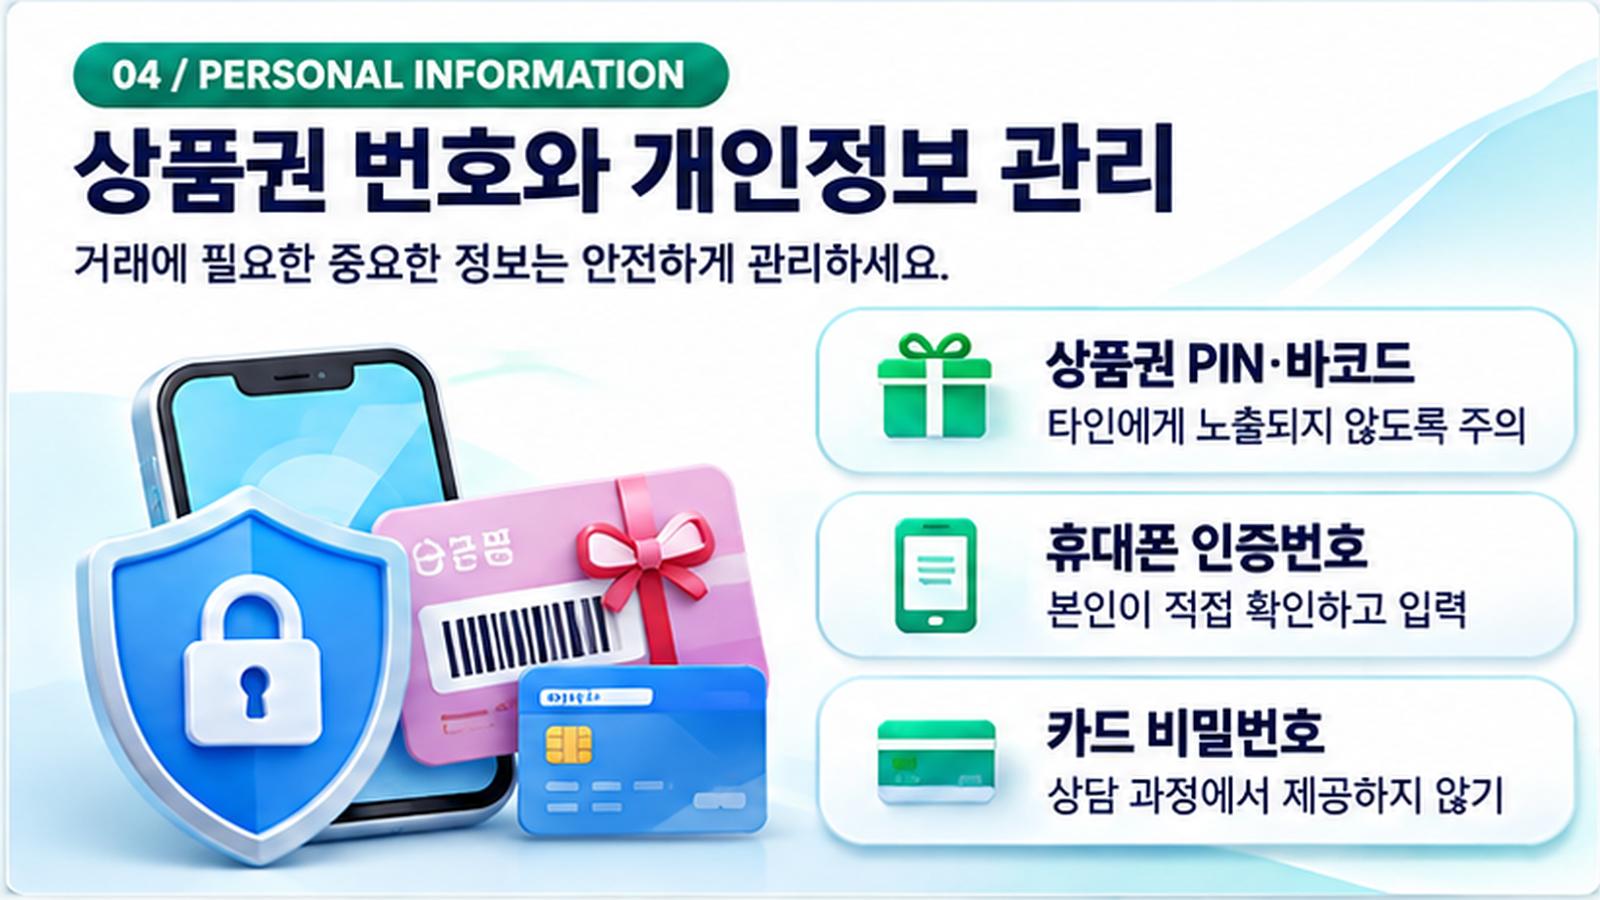 04 / PERSONAL INFORMATION
상품권 번호와 개인정보 관리
거래에 필요한 중요한 정보는 안전하게 관리하세요.
상품권 PIN·바코드
타인에게 노출되지 않도록 주의
휴대폰 인증번호
본인이 직접 확인하고 입력
카드 비밀번호
상담 과정에서 제공하지 않기